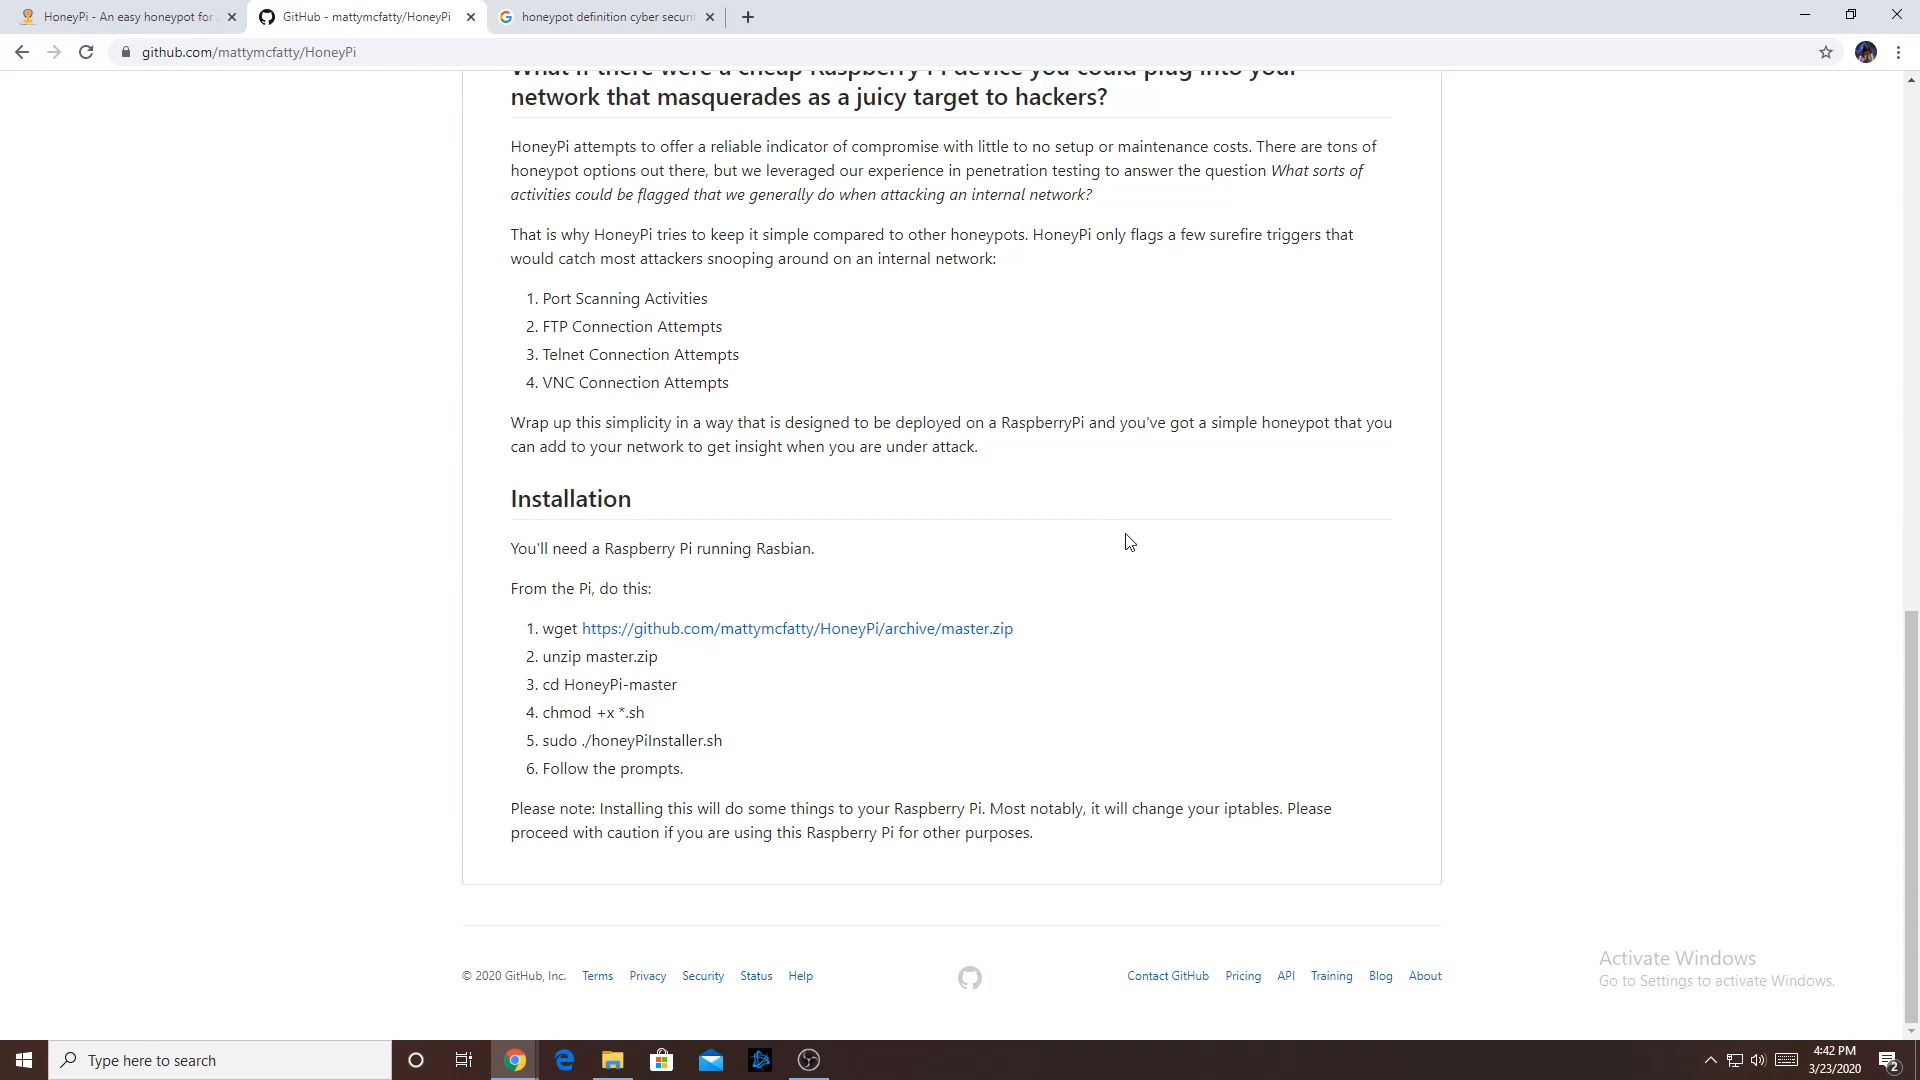 HoneyPi - An easy honeypot for
GitHub - mattymcfatty/HoneyPi
honeypot definition cyber securi
github.com/mattymcfatty/HoneyPi
What if there were a cheap Raspberry Pi device you could plug into your
network that masquerades as a juicy target to hackers?
HoneyPi attempts to offer a reliable indicator of compromise with little to no setup or maintenance costs. There are tons of
honeypot options out there, but we leveraged our experience in penetration testing to answer the question What sorts of
activities could be flagged that we generally do when attacking an internal network?
That is why HoneyPi tries to keep it simple compared to other honeypots. HoneyPi only flags a few surefire triggers that
would catch most attackers snooping around on an internal network:
1. Port Scanning Activities
2. FTP Connection Attempts
3. Telnet Connection Attempts
4. VNC Connection Attempts
Wrap up this simplicity in a way that is designed to be deployed on a RaspberryPi and you've got a simple honeypot that you
can add to your network to get insight when you are under attack.
Installation
You'll need a Raspberry Pi running Rasbian.
From the Pi, do this:
1. wget https://github.com/mattymcfatty/HoneyPi/archive/master.zip
2. unzip master.zip
3. cd HoneyPi-master
4. chmod +x *.sh
5. sudo ./honeyPiInstaller.sh
6. Follow the prompts.
Please note: Installing this will do some things to your Raspberry Pi. Most notably, it will change your iptables. Please
proceed with caution if you are using this Raspberry Pi for other purposes.
Activate Windows
Go to Settings to activate Windows.
© 2020 GitHub, Inc. Terms Privacy Security Status Help Contact GitHub Pricing API Training Blog About
Type here to search
4:42 PM
3/23/2020
2